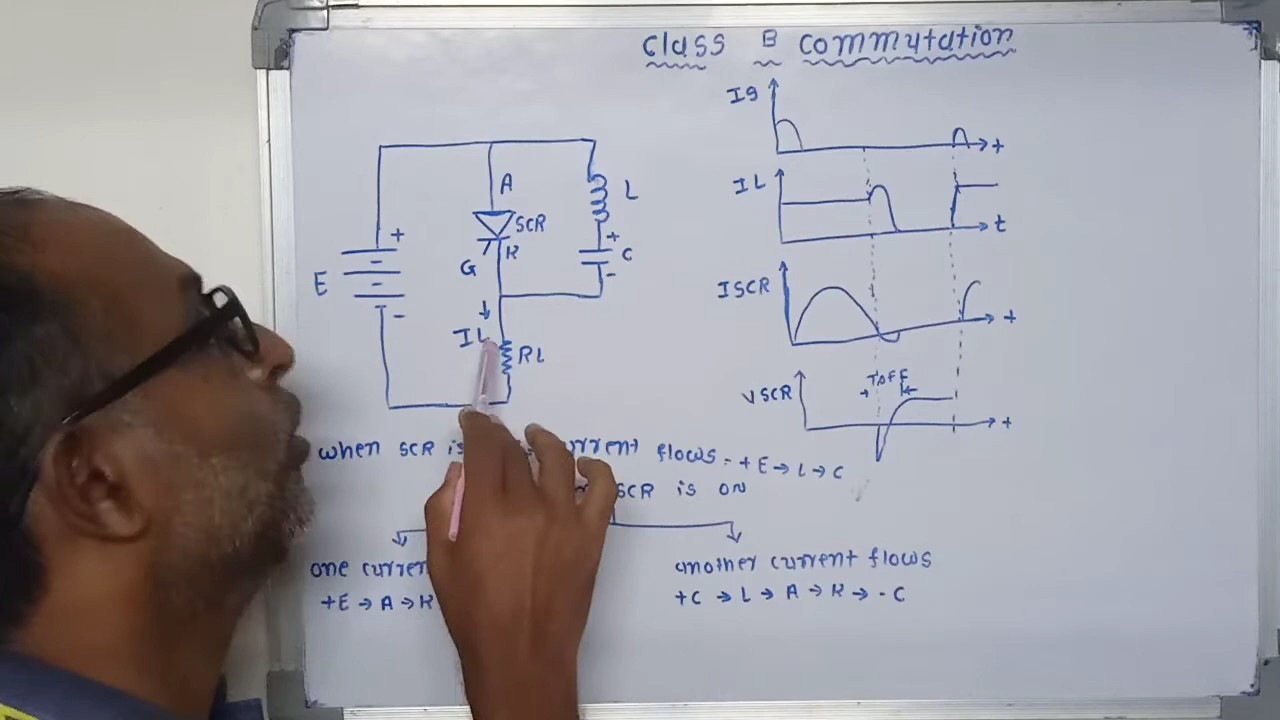 Class B Commutation
Ig
t
IL
t
ISCR
t
VSCR
TOFF
t
A
SCR
K
G
L
+
C
-
+
E
-
IL
RL
when SCR is current flows - +E → L → C
SCR is ON
one curren
+E → A → K
another current flows
+C → L → A → K → -C